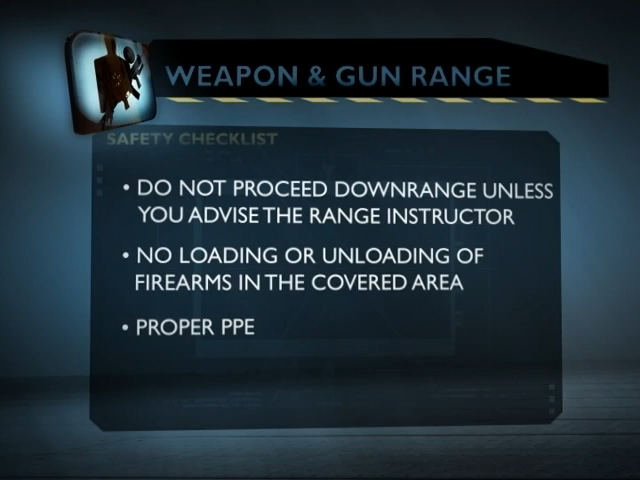 WEAPON & GUN RANGE
SAFETY CHECKLIST
• DO NOT PROCEED DOWNRANGE UNLESS
YOU ADVISE THE RANGE INSTRUCTOR
• NO LOADING OR UNLOADING OF
FIREARMS IN THE COVERED AREA
• PROPER PPE